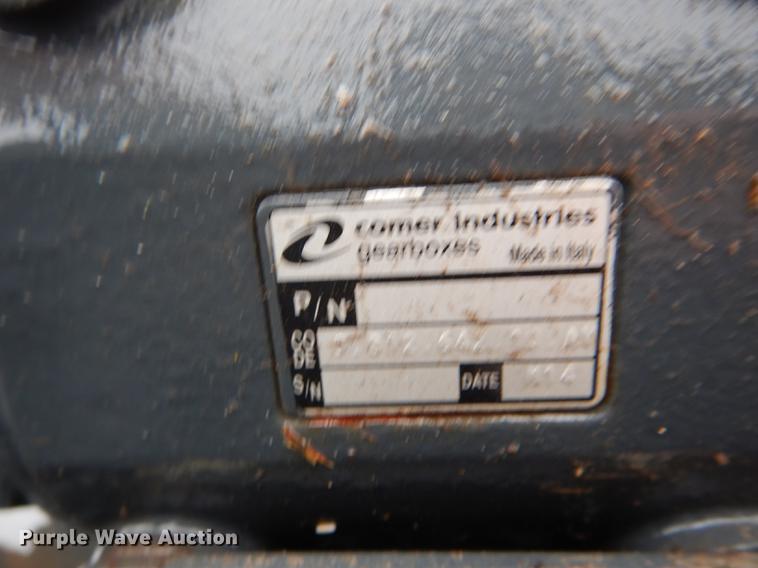 comer industries
gearboxes
Made in Italy
P/N
CODE
S/N
DATE
Purple Wave Auction